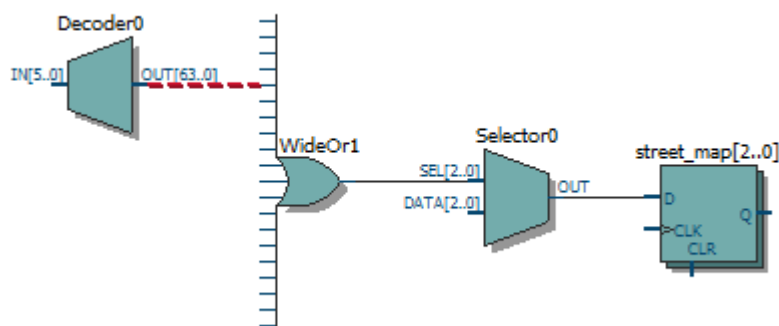 Decoder0
IN[5..0]
OUT[63..0]
WideOr1
Selector0
SEL[2..0]
DATA[2..0]
OUT
street_map[2..0]
D
Q
CLK
CLR